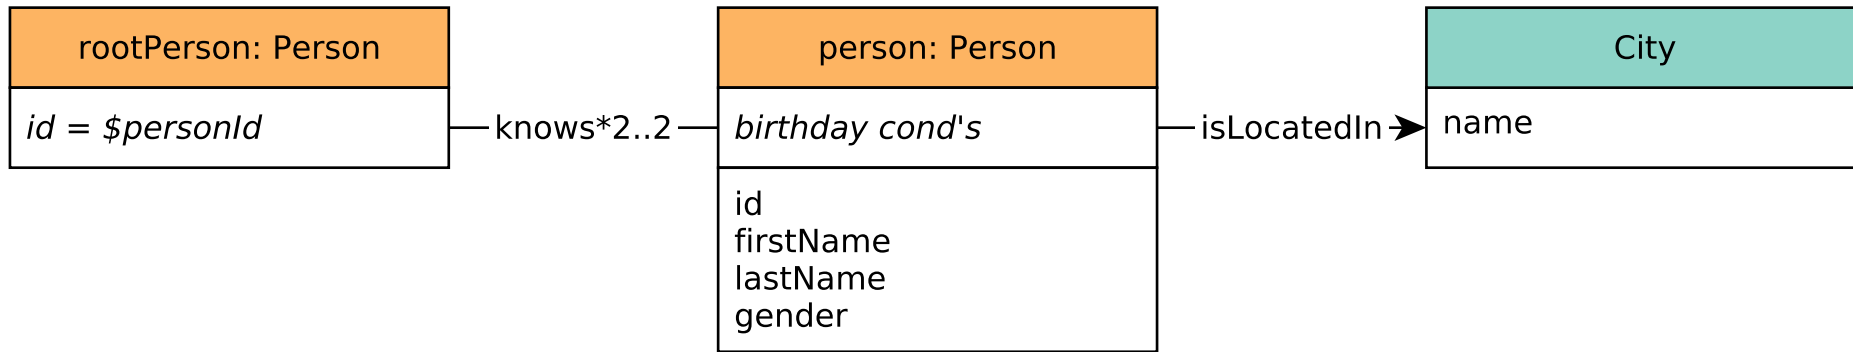 rootPerson: Person
id = $personId
knows*2..2
person: Person
birthday cond's
id
firstName
lastName
gender
isLocatedIn
City
name